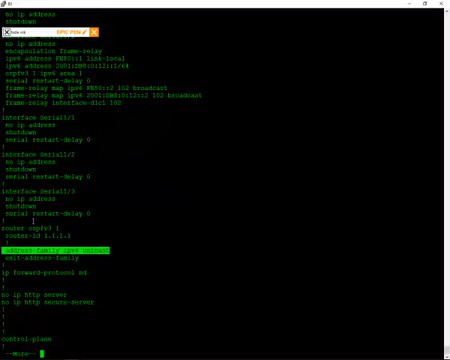 R1
no ip address
shutdown
hide ink EPIC PEN
no ip address
encapsulation frame-relay
ipv6 address FE80::1 link-local
ipv6 address 2001:DB8:0:12::1/64
ospfv3 1 ipv6 area 1
serial restart-delay 0
frame-relay map ipv6 FE80::2 102 broadcast
frame-relay map ipv6 2001:DB8:0:12::2 102 broadcast
frame-relay interface-dlci 102
!
interface Serial1/1
no ip address
shutdown
serial restart-delay 0
!
interface Serial1/2
no ip address
shutdown
serial restart-delay 0
!
interface Serial1/3
no ip address
shutdown
serial restart-delay 0
!
router ospfv3 1
router-id 1.1.1.1
!
address-family ipv6 unicast
exit-address-family
!
ip forward-protocol nd
!
!
no ip http server
no ip http secure-server
!
!
!
!
control-plane
!
--More--